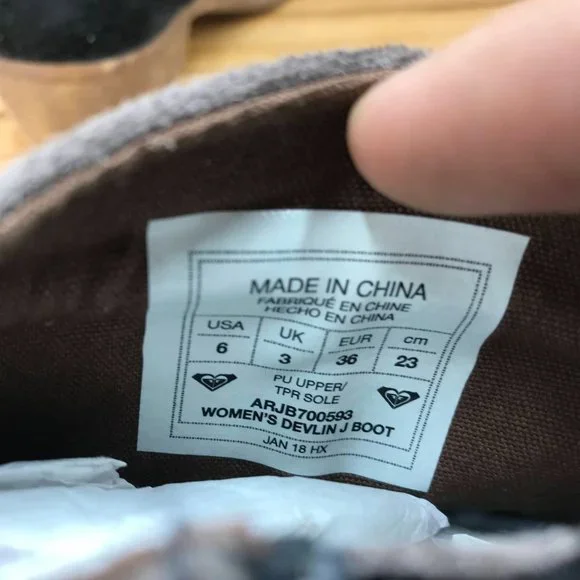 MADE IN CHINA
FABRIQUÉ EN CHINE
HECHO EN CHINA
USA UK EUR cm
6 3 36 23
PU UPPER/
TPR SOLE
ARJB700593
WOMEN'S DEVLIN J BOOT
JAN 18 HX